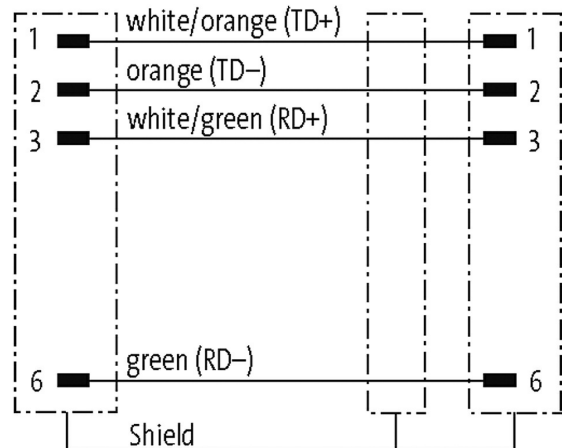 1 white/orange (TD+) 1
2 orange (TD–) 2
3 white/green (RD+) 3
6 green (RD–) 6
Shield